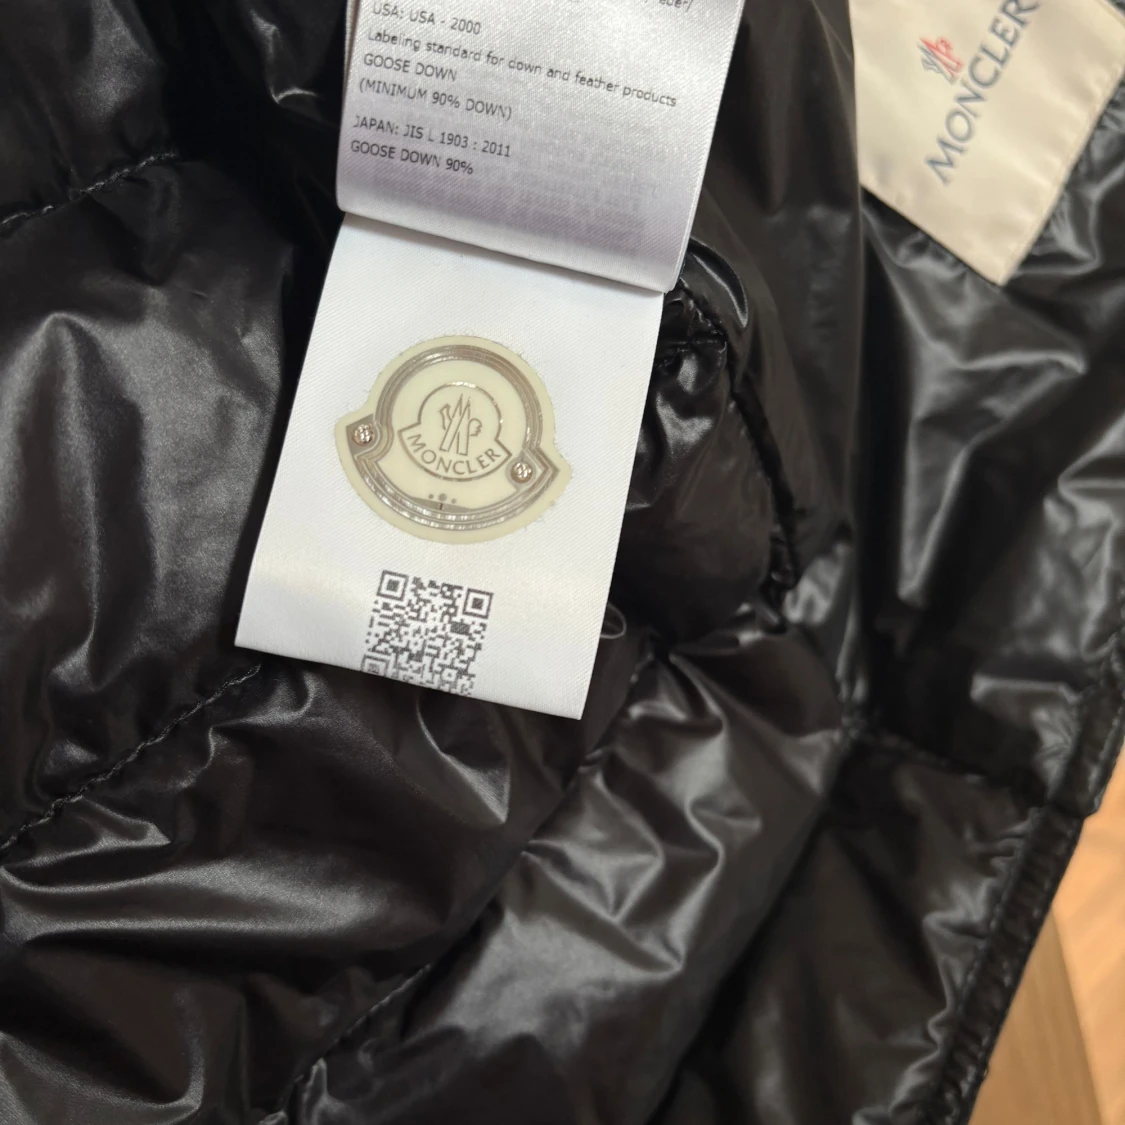 USA: USA - 2000
Labeling standard for down and feather products
GOOSE DOWN
(MINIMUM 90% DOWN)
JAPAN: JIS L 1903 : 2011
GOOSE DOWN 90%
MONCLER
MONCLER